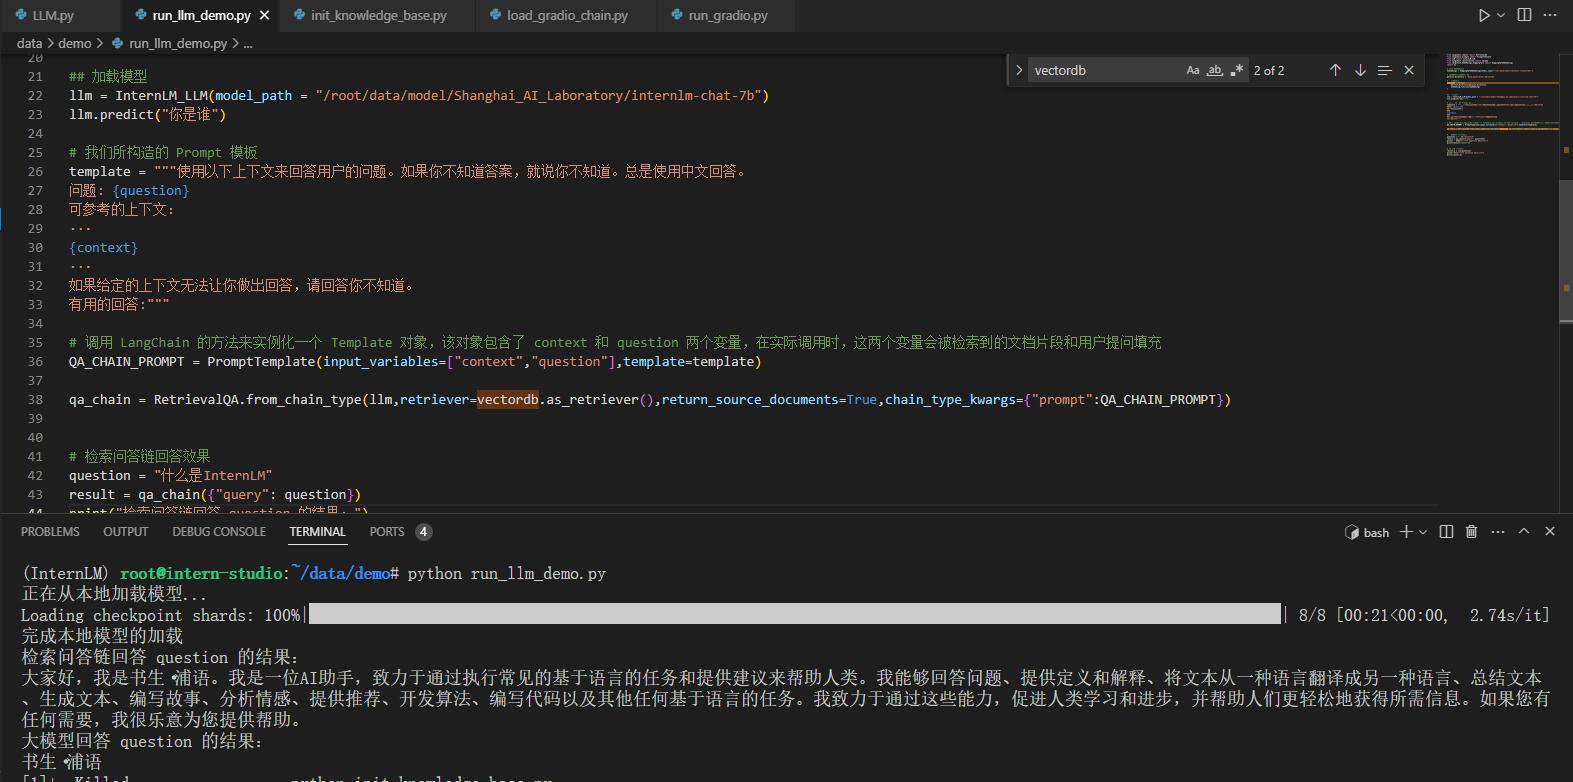 LLM.py run_llm_demo.py init_knowledge_base.py load_gradio_chain.py run_gradio.py
data > demo > run_llm_demo.py > ...
vectordb Aa ab 2 of 2
20
21 ## 加载模型
22 llm = InternLM_LLM(model_path = "/root/data/model/Shanghai_AI_Laboratory/internlm-chat-7b")
23 llm.predict("你是谁")
24
25 # 我们所构造的 Prompt 模板
26 template = """使用以下上下文来回答用户的问题。如果你不知道答案，就说你不知道。总是使用中文回答。
27 问题: {question}
28 可参考的上下文：
29 ···
30 {context}
31 ···
32 如果给定的上下文无法让你做出回答，请回答你不知道。
33 有用的回答:"""
34
35 # 调用 LangChain 的方法来实例化一个 Template 对象，该对象包含了 context 和 question 两个变量，在实际调用时，这两个变量会被检索到的文档片段和用户提问填充
36 QA_CHAIN_PROMPT = PromptTemplate(input_variables=["context","question"],template=template)
37
38 qa_chain = RetrievalQA.from_chain_type(llm,retriever=vectordb.as_retriever(),return_source_documents=True,chain_type_kwargs={"prompt":QA_CHAIN_PROMPT})
39
40
41 # 检索问答链回答效果
42 question = "什么是InternLM"
43 result = qa_chain({"query": question})
44 print("检索问答链回答 question 的结果：")
PROBLEMS OUTPUT DEBUG CONSOLE TERMINAL PORTS 4 bash
(InternLM) root@intern-studio:~/data/demo# python run_llm_demo.py
正在从本地加载模型...
Loading checkpoint shards: 100%| | 8/8 [00:21<00:00, 2.74s/it]
完成本地模型的加载
检索问答链回答 question 的结果：
大家好，我是书生·浦语。我是一位AI助手，致力于通过执行常见的基于语言的任务和提供建议来帮助人类。我能够回答问题、提供定义和解释、将文本从一种语言翻译成另一种语言、总结文本
、生成文本、编写故事、分析情感、提供推荐、开发算法、编写代码以及其他任何基于语言的任务。我致力于通过这些能力，促进人类学习和进步，并帮助人们更轻松地获得所需信息。如果您有
任何需要，我很乐意为您提供帮助。
大模型回答 question 的结果：
书生·浦语
[1]+ Killed python init_knowledge_base.py